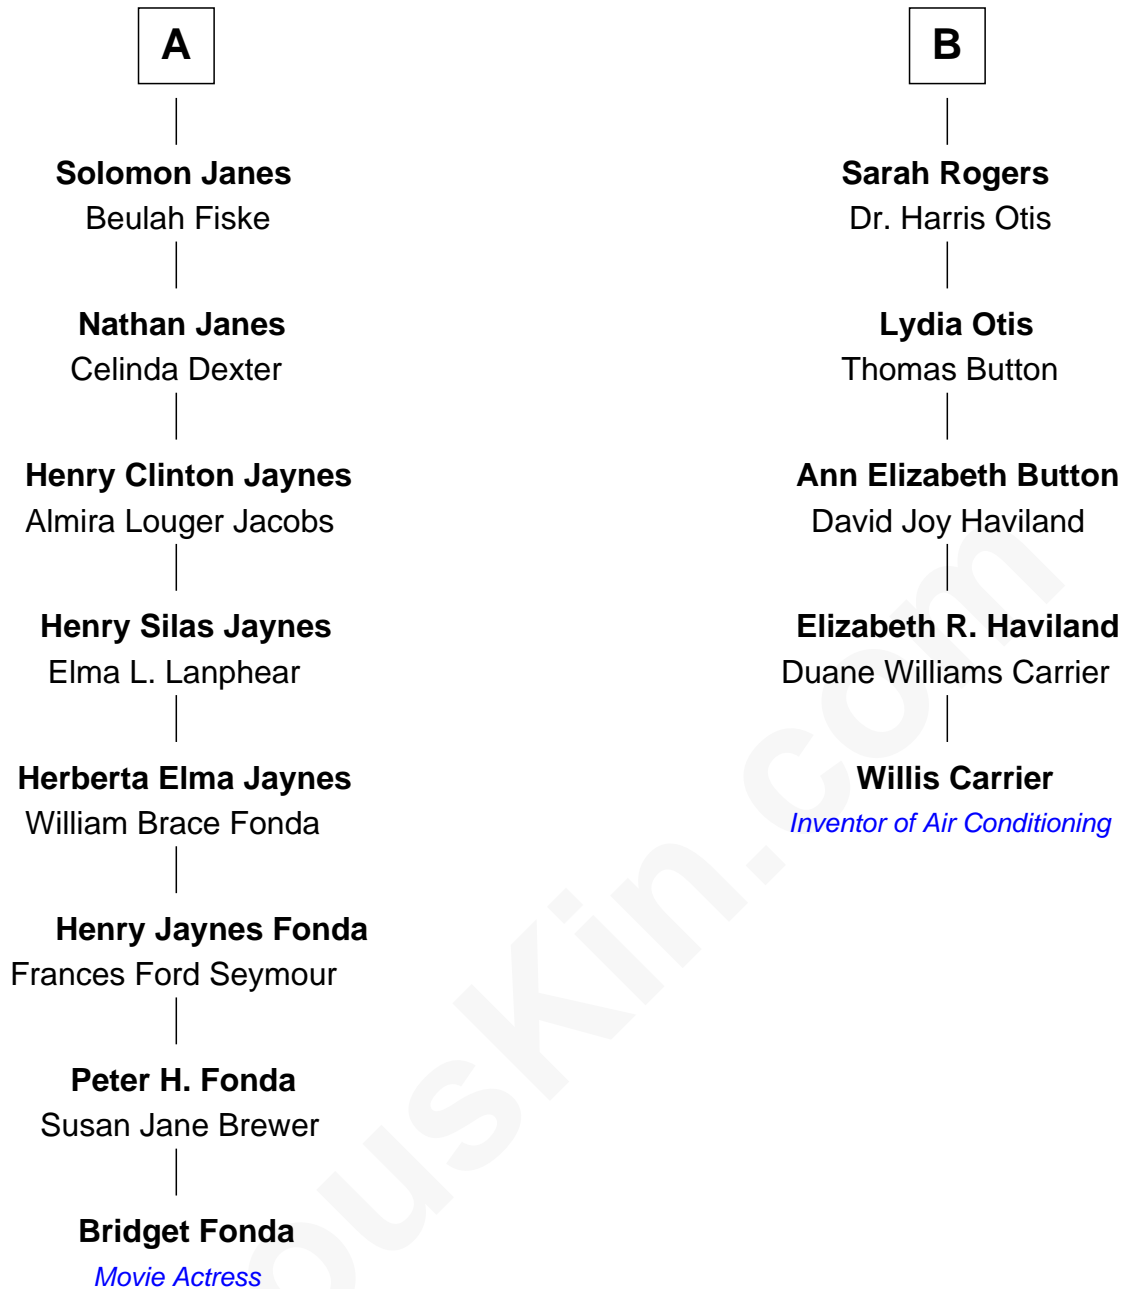 A
Solomon Janes
Beulah Fiske
Nathan Janes
Celinda Dexter
Henry Clinton Jaynes
Almira Louger Jacobs
Henry Silas Jaynes
Elma L. Lanphear
Herberta Elma Jaynes
William Brace Fonda
Henry Jaynes Fonda
Frances Ford Seymour
Peter H. Fonda
Susan Jane Brewer
Bridget Fonda
Movie Actress
B
Sarah Rogers
Dr. Harris Otis
Lydia Otis
Thomas Button
Ann Elizabeth Button
David Joy Haviland
Elizabeth R. Haviland
Duane Williams Carrier
Willis Carrier
Inventor of Air Conditioning
ousKin.com